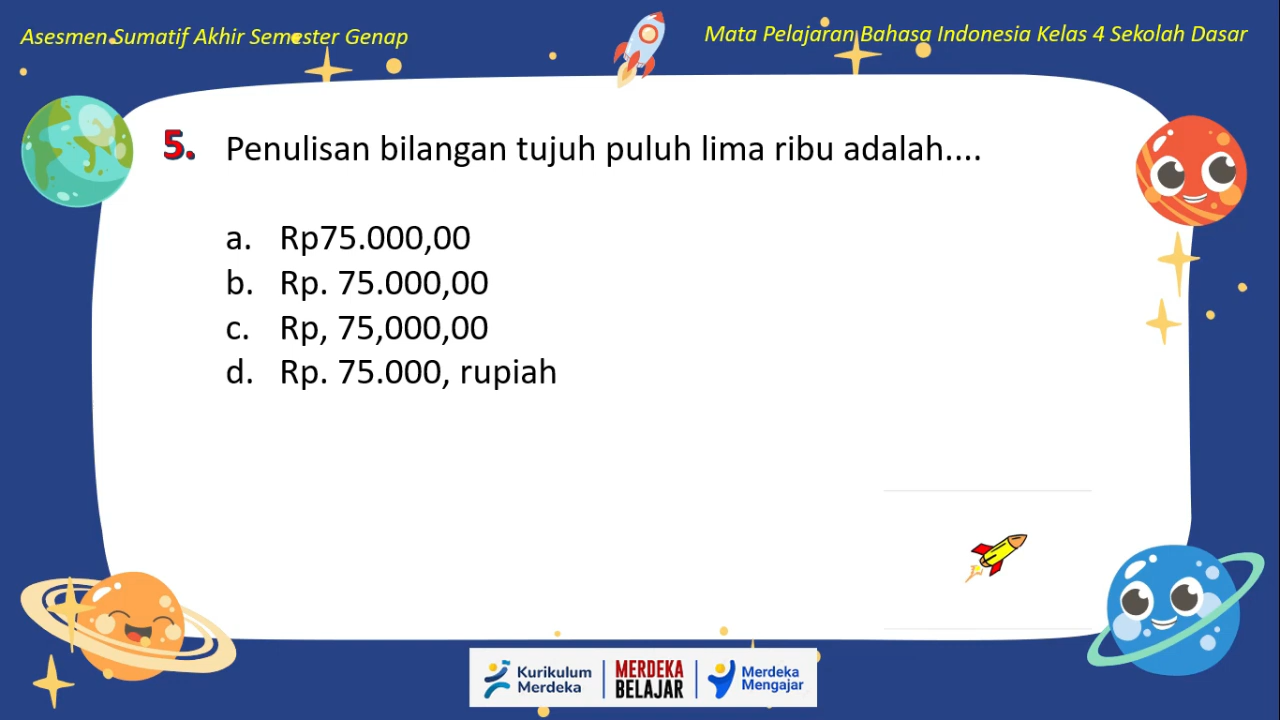 Asesmen Sumatif Akhir Semester Genap
Mata Pelajaran Bahasa Indonesia Kelas 4 Sekolah Dasar
5. Penulisan bilangan tujuh puluh lima ribu adalah....
a. Rp75.000,00
b. Rp. 75.000,00
c. Rp, 75,000,00
d. Rp. 75.000, rupiah
Kurikulum
Merdeka
MERDEKA
BELAJAR
Merdeka
Mengajar